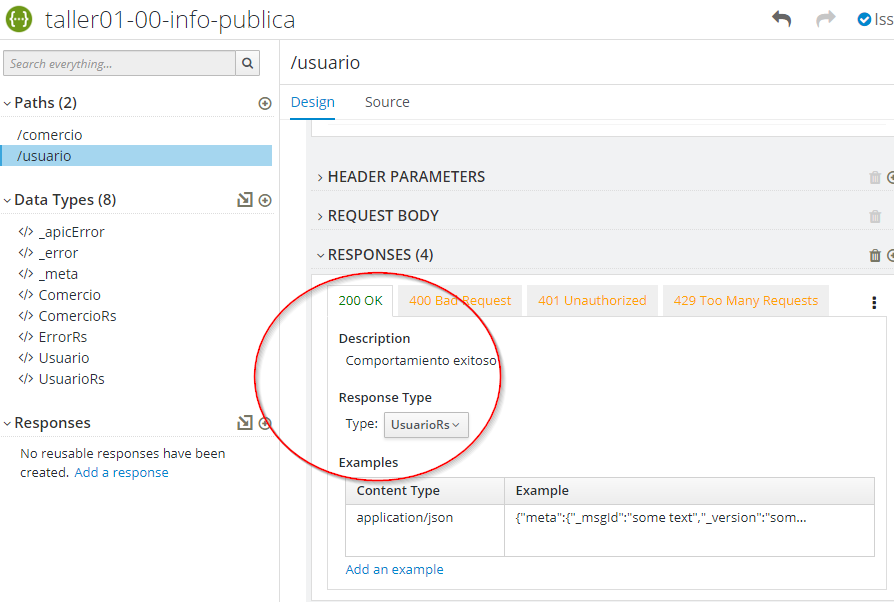 taller01-00-info-publica
Iss
Search everything...
Paths (2)
/comercio
/usuario
Data Types (8)
_apicError
_error
_meta
Comercio
ComercioRs
ErrorRs
Usuario
UsuarioRs
Responses
No reusable responses have been
created. Add a response
/usuario
Design Source
HEADER PARAMETERS
REQUEST BODY
RESPONSES (4)
200 OK 400 Bad Request 401 Unauthorized 429 Too Many Requests
Description
Comportamiento exitoso
Response Type
Type: UsuarioRs
Examples
Content Type Example
application/json {"meta":{"_msgId":"some text","_version":"som...
Add an example